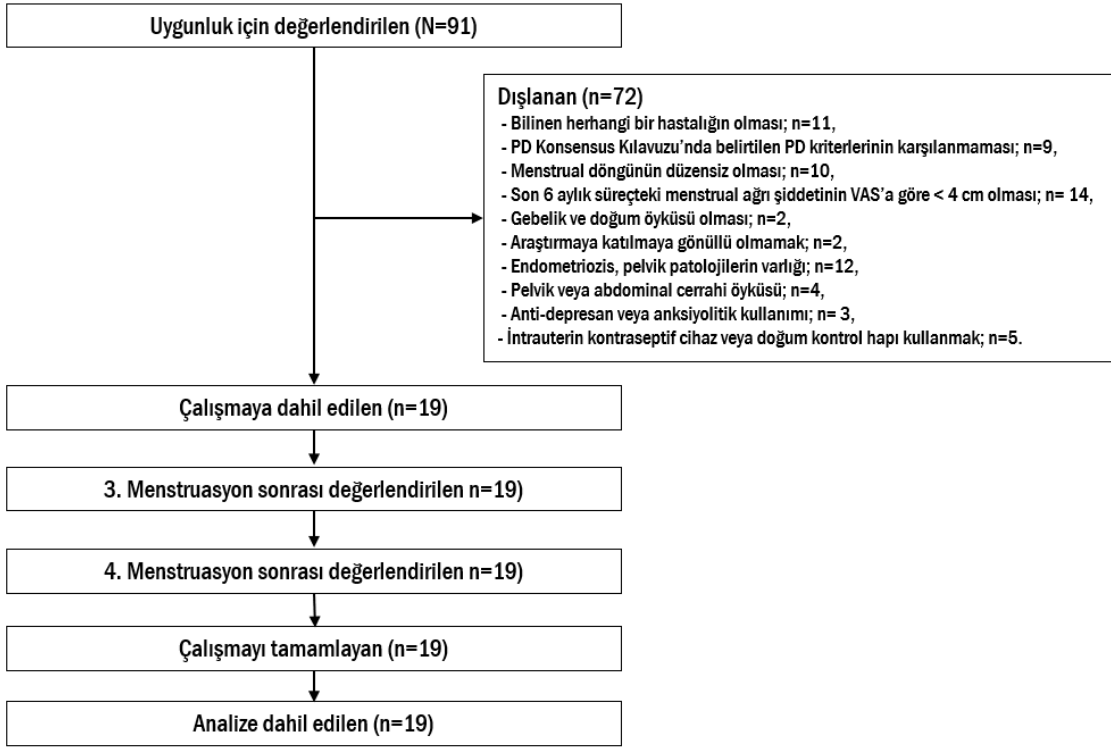 Uygunluk için değerlendirilen (N=91)
Dışlanan (n=72)
- Bilinen herhangi bir hastalığın olması; n=11,
- PD Konsensus Kılavuzu’nda belirtilen PD kriterlerinin karşılanmaması; n=9,
- Menstrual döngünün düzensiz olması; n=10,
- Son 6 aylık süreçteki menstrual ağrı şiddetinin VAS’a göre < 4 cm olması; n= 14,
- Gebelik ve doğum öyküsü olması; n=2,
- Araştırmaya katılmaya gönüllü olmamak; n=2,
- Endometriozis, pelvik patolojilerin varlığı; n=12,
- Pelvik veya abdominal cerrahi öyküsü; n=4,
- Anti-depresan veya anksiyolitik kullanımı; n= 3,
- İntrauterin kontraseptif cihaz veya doğum kontrol hapı kullanmak; n=5.
Çalışmaya dahil edilen (n=19)
3. Menstruasyon sonrası değerlendirilen n=19)
4. Menstruasyon sonrası değerlendirilen n=19)
Çalışmayı tamamlayan (n=19)
Analize dahil edilen (n=19)